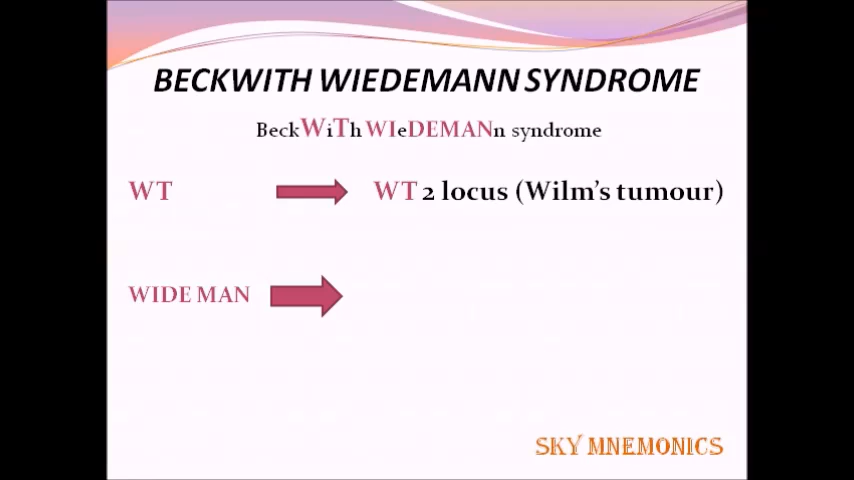 BECKWITH WIEDEMANN SYNDROME
BeckWiTh WIeDEMANn syndrome
WT WT 2 locus (Wilm's tumour)
WIDE MAN
SKY MNEMONICS